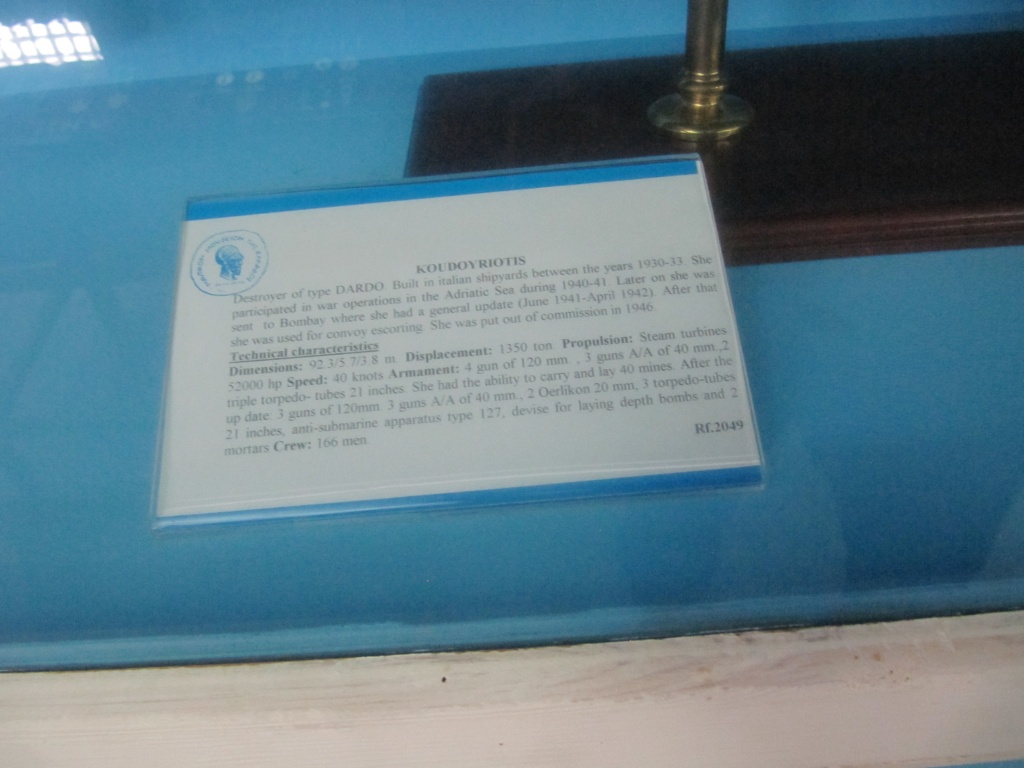 KOUDOYRIOTIS
Destroyer of type DARDO. Built in italian shipyards between the years 1930-33. She
participated in war operations in the Adriatic Sea during 1940-41. Later on she was
sent to Bombay where she had a general update (June 1941-April 1942). After that
she was used for convoy escorting. She was put out of commission in 1946
Technical characteristics
Dimensions: 92.3/5.7/3.8 m. Displacement: 1350 ton. Propulsion: Steam turbines
52000 hp Speed: 40 knots Armament: 4 gun of 120 mm. , 3 guns A/A of 40 mm.,2
triple torpedo- tubes 21 inches. She had the ability to carry and lay 40 mines. After the
up date: 3 guns of 120mm. 3 guns A/A of 40 mm., 2 Oerlikon 20 mm, 3 torpedo-tubes
21 inches, anti-submarine apparatus type 127, devise for laying depth bombs and 2
mortars Crew: 166 men.
Rf.2049